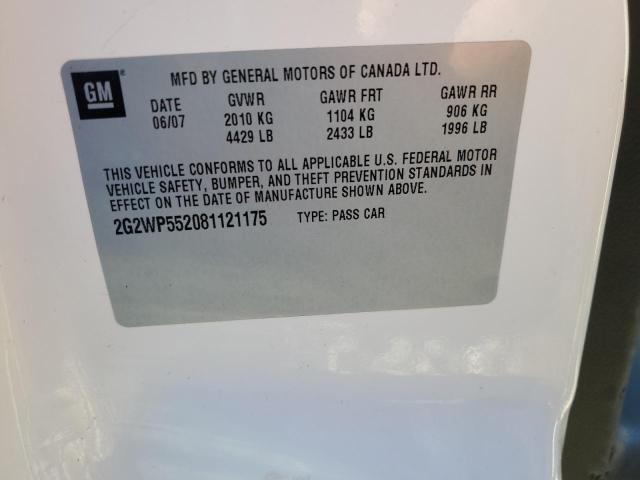 GM
MFD BY GENERAL MOTORS OF CANADA LTD.
DATE GVWR GAWR FRT GAWR RR
06/07 2010 KG 1104 KG 906 KG
4429 LB 2433 LB 1996 LB
THIS VEHICLE CONFORMS TO ALL APPLICABLE U.S. FEDERAL MOTOR
VEHICLE SAFETY, BUMPER, AND THEFT PREVENTION STANDARDS IN
EFFECT ON THE DATE OF MANUFACTURE SHOWN ABOVE.
2G2WP552081121175 TYPE: PASS CAR